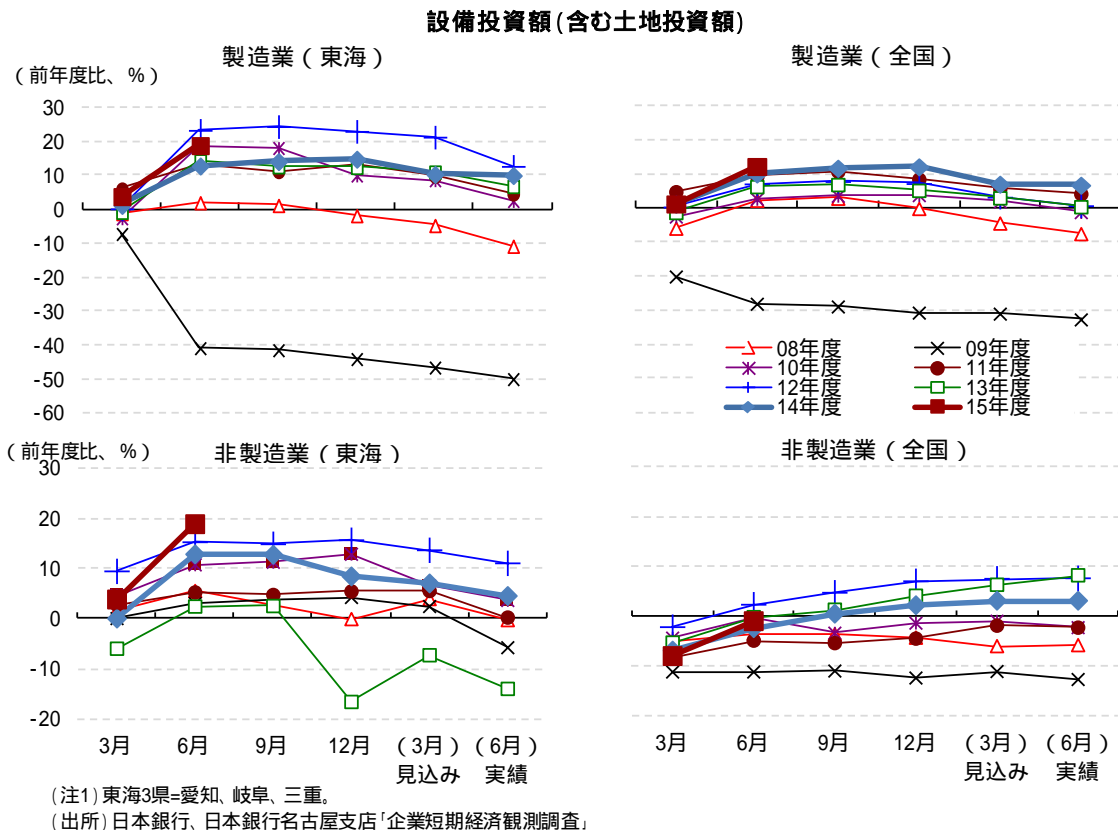 設備投資額(含む土地投資額)
製造業（東海）
製造業（全国）
（前年度比、％）
30
20
10
0
-10
-20
-30
-40
-50
-60
08年度
09年度
10年度
11年度
12年度
13年度
14年度
15年度
（前年度比、％）
非製造業（東海）
非製造業（全国）
30
20
10
0
-10
-20
3月 6月 9月 12月 （3月） （6月）
見込み 実績
3月 6月 9月 12月 （3月） （6月）
見込み 実績
(注1)東海3県=愛知、岐阜、三重。
(出所)日本銀行、日本銀行名古屋支店「企業短期経済観測調査」